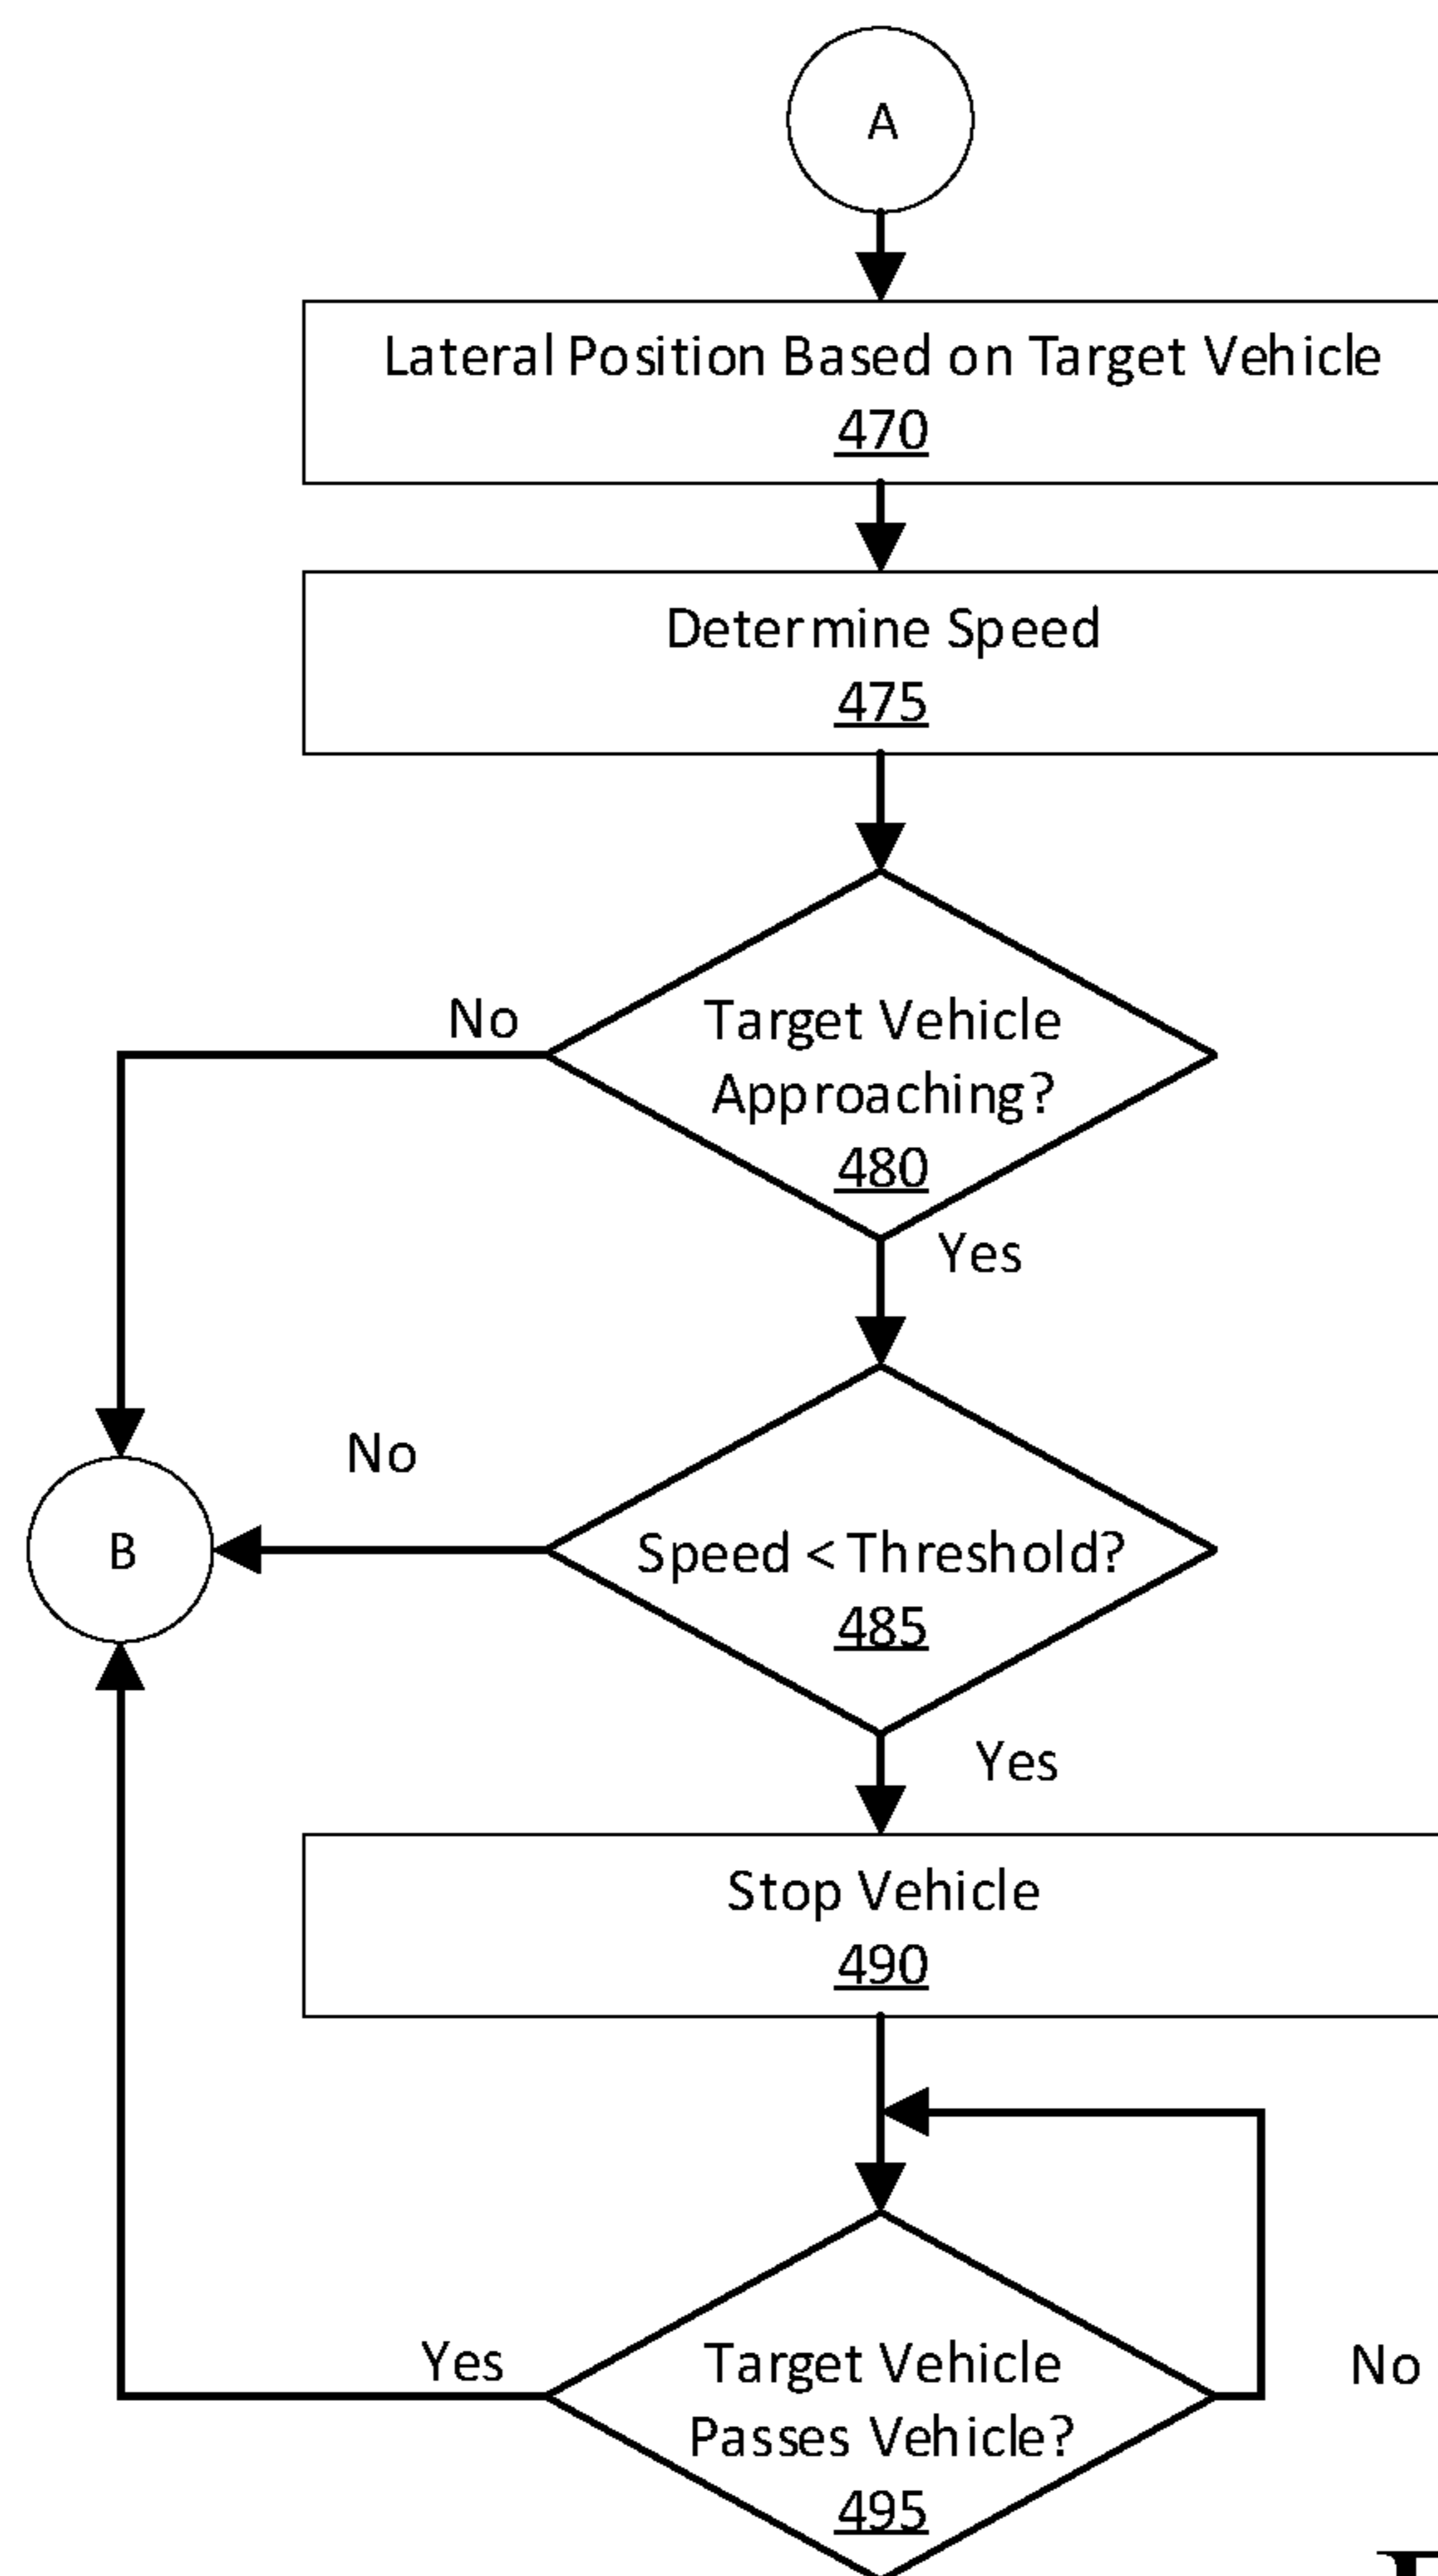 A
Lateral Position Based on Target Vehicle
470
Determine Speed
475
No
Target Vehicle
Approaching?
480
Yes
No
B
Speed < Threshold?
485
Yes
Stop Vehicle
490
Yes
Target Vehicle
Passes Vehicle?
495
No